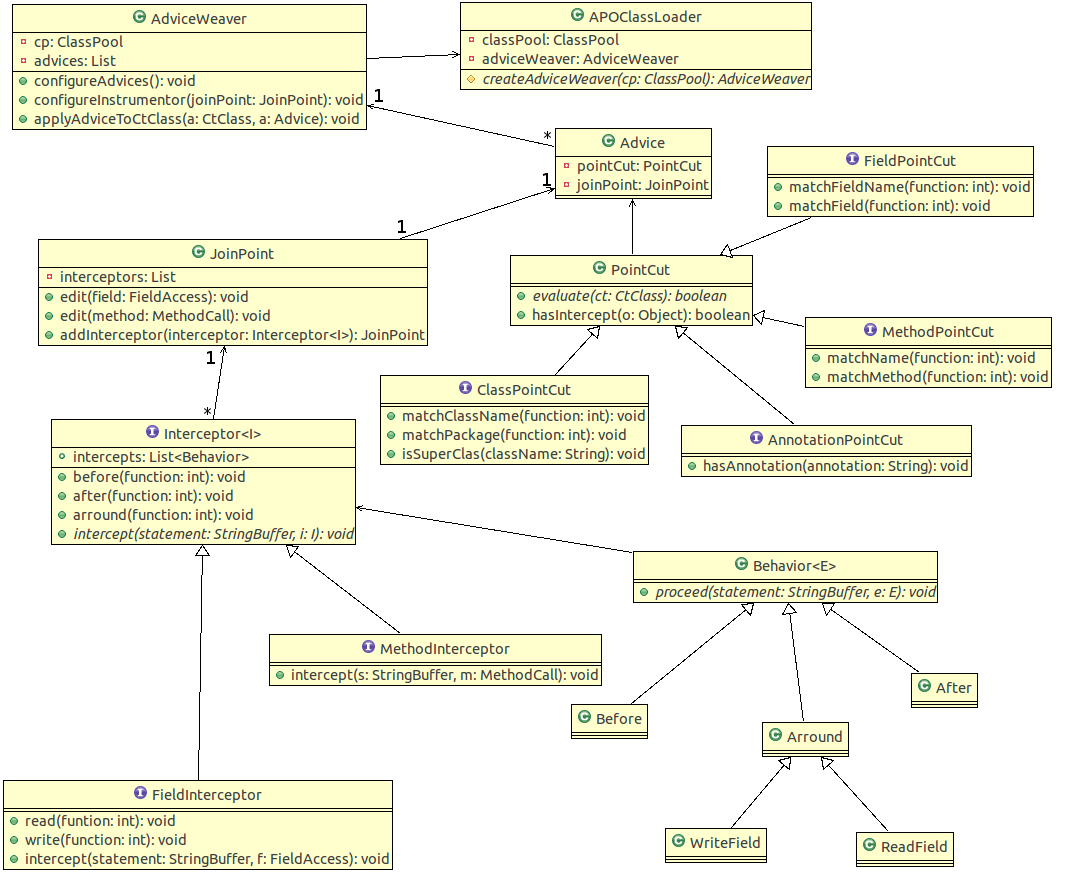 AdviceWeaver
cp: ClassPool
advices: List
configureAdvices(): void
configureInstrumentor(joinPoint: JoinPoint): void
applyAdviceToCtClass(a: CtClass, a: Advice): void
APOClassLoader
classPool: ClassPool
adviceWeaver: AdviceWeaver
createAdviceWeaver(cp: ClassPool): AdviceWeaver
1
*
Advice
pointCut: PointCut
joinPoint: JoinPoint
1
1
FieldPointCut
matchFieldName(function: int): void
matchField(function: int): void
JoinPoint
interceptors: List
edit(field: FieldAccess): void
edit(method: MethodCall): void
addInterceptor(interceptor: Interceptor<I>): JoinPoint
PointCut
evaluate(ct: CtClass): boolean
hasIntercept(o: Object): boolean
MethodPointCut
matchName(function: int): void
matchMethod(function: int): void
1
*
ClassPointCut
matchClassName(function: int): void
matchPackage(function: int): void
isSuperClas(className: String): void
AnnotationPointCut
hasAnnotation(annotation: String): void
Interceptor<I>
intercepts: List<Behavior>
before(function: int): void
after(function: int): void
arround(function: int): void
intercept(statement: StringBuffer, i: I): void
Behavior<E>
proceed(statement: StringBuffer, e: E): void
MethodInterceptor
intercept(s: StringBuffer, m: MethodCall): void
Before
Arround
After
FieldInterceptor
read(funtion: int): void
write(function: int): void
intercept(statement: StringBuffer, f: FieldAccess): void
WriteField
ReadField